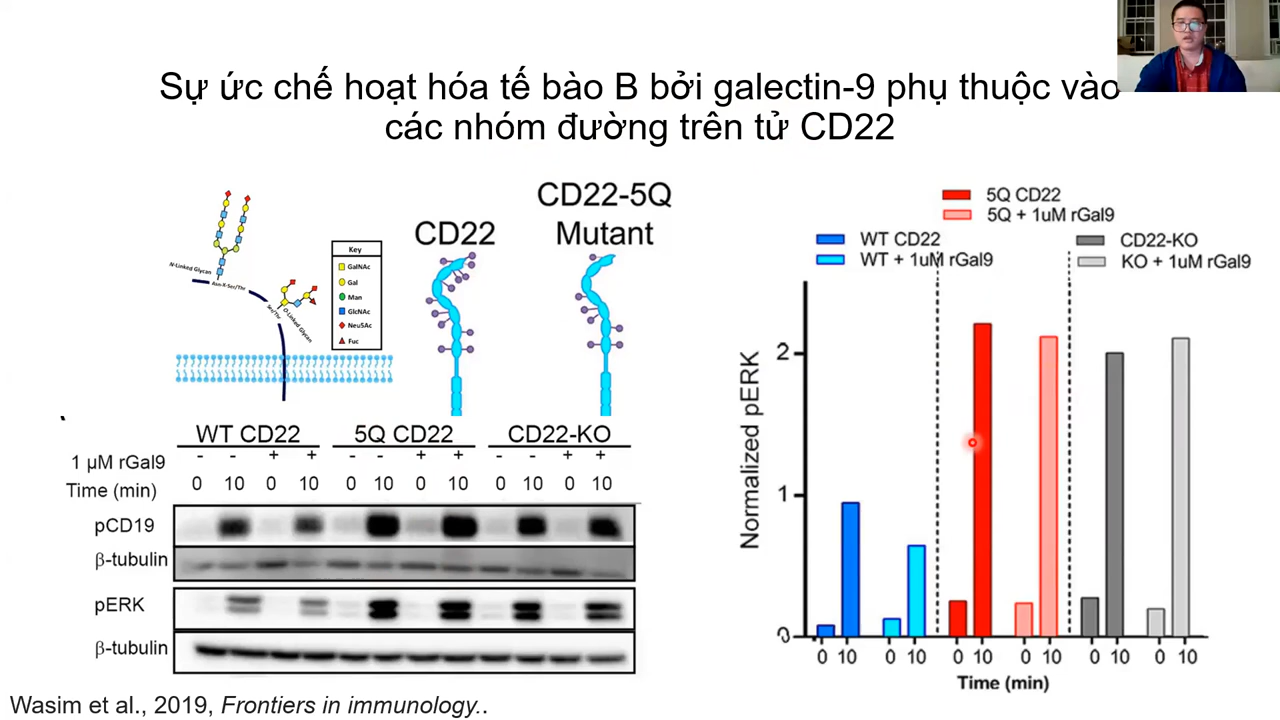 Sự ức chế hoạt hóa tế bào B bởi galectin-9 phụ thuộc vào
các nhóm đường trên tử CD22
N-Linked Glycan
Asn-X-Ser/Thr
Ser/Thr
O-Linked Glycan
Key
GalNAc
Gal
Man
GlcNAc
Neu5Ac
Fuc
CD22
CD22-5Q
Mutant
WT CD22 5Q CD22 CD22-KO
1 µM rGal9 - - + + - - + + - - + +
Time (min) 0 10 0 10 0 10 0 10 0 10 0 10
pCD19
β-tubulin
pERK
β-tubulin
5Q CD22
5Q + 1uM rGal9
WT CD22
WT + 1uM rGal9
CD22-KO
KO + 1uM rGal9
Normalized pERK
2
1
0
0 10 0 10 0 10 0 10 0 10 0 10
Time (min)
Wasim et al., 2019, Frontiers in immunology..